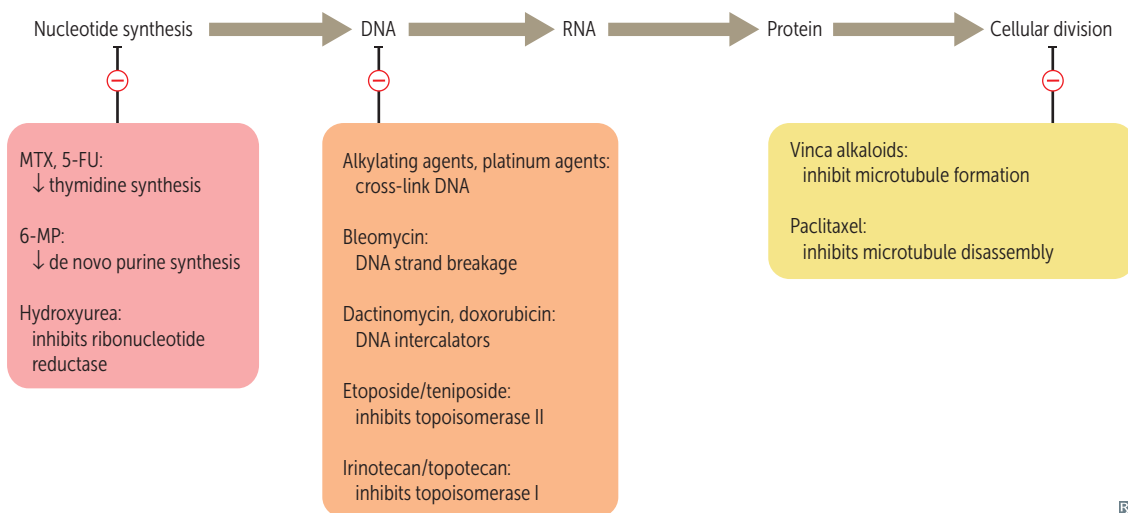 Nucleotide synthesis DNA RNA Protein Cellular division
MTX, 5-FU:
↓ thymidine synthesis
6-MP:
↓ de novo purine synthesis
Hydroxyurea:
inhibits ribonucleotide
reductase
Alkylating agents, platinum agents:
cross-link DNA
Bleomycin:
DNA strand breakage
Dactinomycin, doxorubicin:
DNA intercalators
Etoposide/teniposide:
inhibits topoisomerase II
Irinotecan/topotecan:
inhibits topoisomerase I
Vinca alkaloids:
inhibit microtubule formation
Paclitaxel:
inhibits microtubule disassembly
R